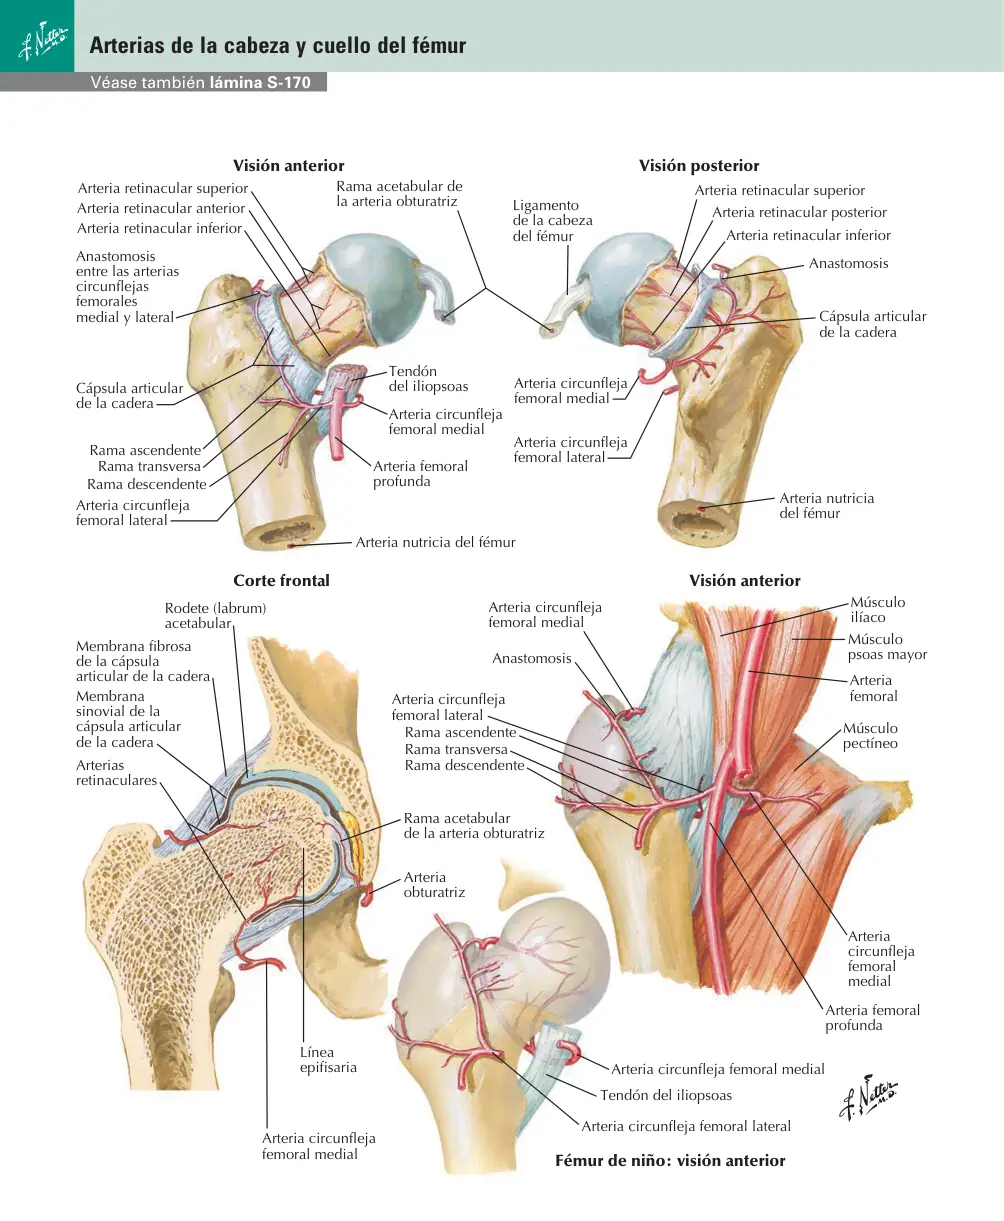 F. Netter M.D.
Arterias de la cabeza y cuello del fémur
Véase también lámina S-170
Visión anterior
Arteria retinacular superior
Arteria retinacular anterior
Arteria retinacular inferior
Anastomosis
entre las arterias
circunflejas
femorales
medial y lateral
Cápsula articular
de la cadera
Rama ascendente
Rama transversa
Rama descendente
Arteria circunfleja
femoral lateral
Rama acetabular de
la arteria obturatriz
Tendón
del iliopsoas
Arteria circunfleja
femoral medial
Arteria femoral
profunda
Arteria nutricia del fémur
Visión posterior
Ligamento
de la cabeza
del fémur
Arteria retinacular superior
Arteria retinacular posterior
Arteria retinacular inferior
Anastomosis
Cápsula articular
de la cadera
Arteria circunfleja
femoral medial
Arteria circunfleja
femoral lateral
Arteria nutricia
del fémur
Corte frontal
Rodete (labrum)
acetabular
Membrana fibrosa
de la cápsula
articular de la cadera
Membrana
sinovial de la
cápsula articular
de la cadera
Arterias
retinaculares
Rama acetabular
de la arteria obturatriz
Arteria
obturatriz
Línea
epifisaria
Arteria circunfleja
femoral medial
Visión anterior
Arteria circunfleja
femoral medial
Anastomosis
Arteria circunfleja
femoral lateral
Rama ascendente
Rama transversa
Rama descendente
Músculo
ilíaco
Músculo
psoas mayor
Arteria
femoral
Músculo
pectíneo
Arteria
circunfleja
femoral
medial
Arteria femoral
profunda
Arteria circunfleja femoral medial
Tendón del iliopsoas
Arteria circunfleja femoral lateral
Fémur de niño: visión anterior
F. Netter M.D.